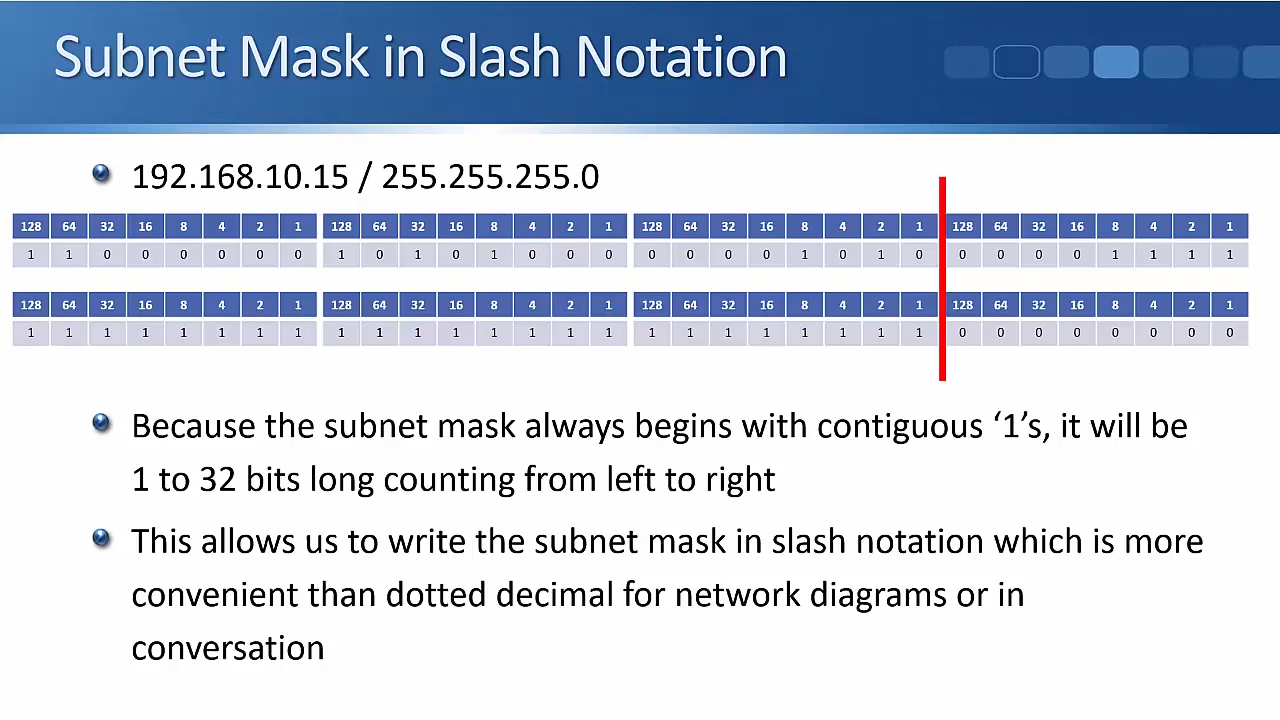 Subnet Mask in Slash Notation
192.168.10.15 / 255.255.255.0
128 64 32 16 8 4 2 1 128 64 32 16 8 4 2 1 128 64 32 16 8 4 2 1 128 64 32 16 8 4 2 1
1 1 0 0 0 0 0 0 1 0 1 0 1 0 0 0 0 0 0 0 1 0 1 0 0 0 0 0 1 1 1 1
128 64 32 16 8 4 2 1 128 64 32 16 8 4 2 1 128 64 32 16 8 4 2 1 128 64 32 16 8 4 2 1
1 1 1 1 1 1 1 1 1 1 1 1 1 1 1 1 1 1 1 1 1 1 1 1 0 0 0 0 0 0 0 0
Because the subnet mask always begins with contiguous ‘1’s, it will be
1 to 32 bits long counting from left to right
This allows us to write the subnet mask in slash notation which is more
convenient than dotted decimal for network diagrams or in
conversation